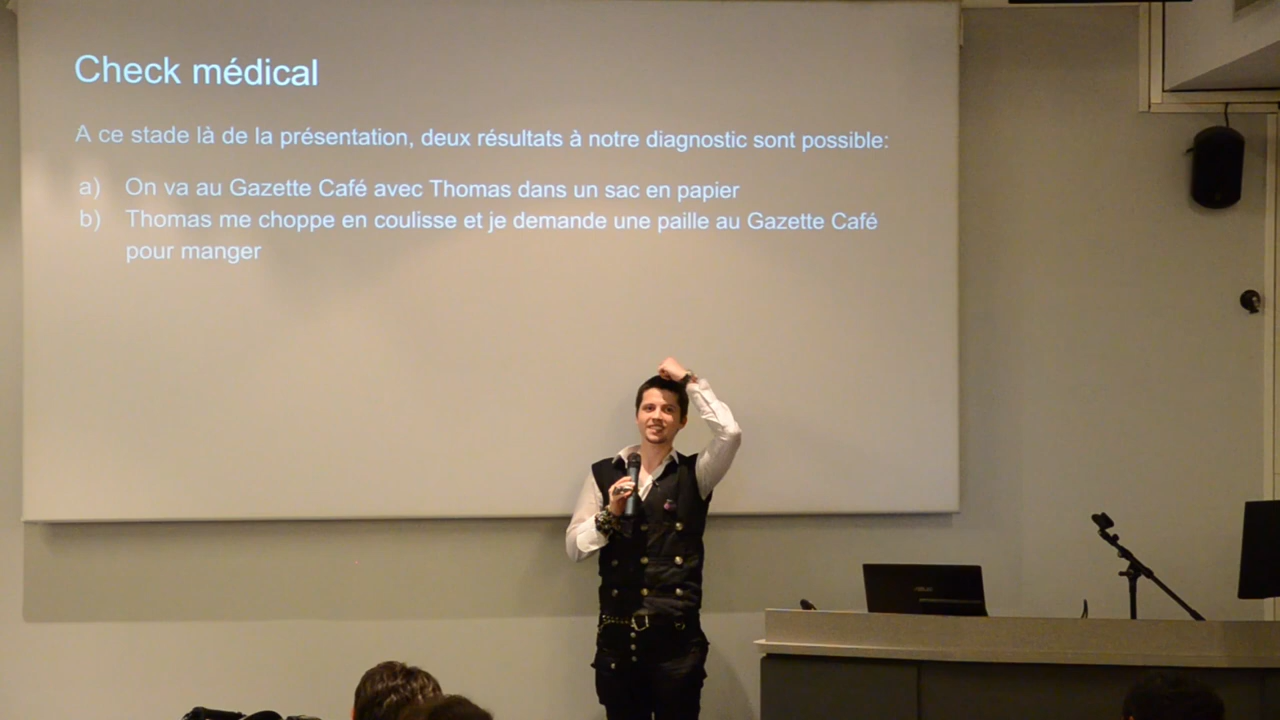 Check médical
A ce stade là de la présentation, deux résultats à notre diagnostic sont possible:
a) On va au Gazette Café avec Thomas dans un sac en papier
b) Thomas me choppe en coulisse et je demande une paille au Gazette Café
pour manger